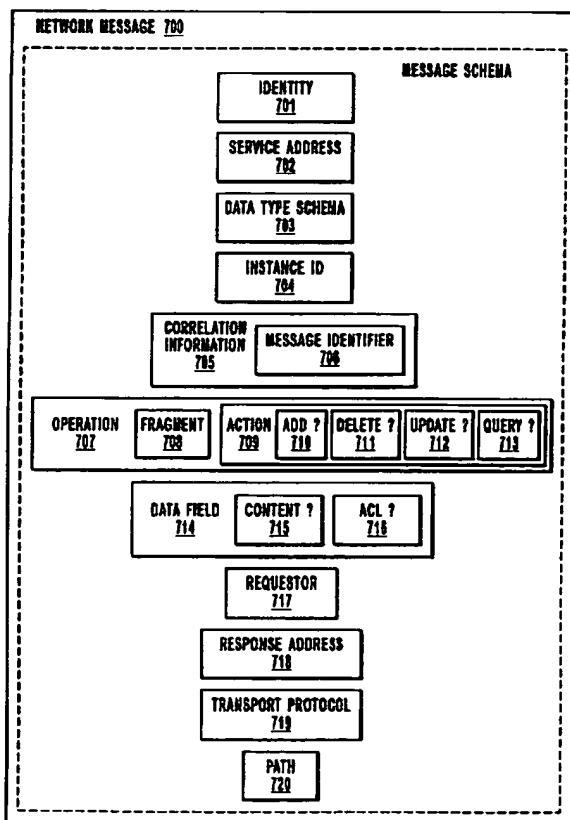 NETWORK MESSAGE 700
MESSAGE SCHEMA
IDENTITY
701
SERVICE ADDRESS
702
DATA TYPE SCHEMA
703
INSTANCE ID
704
CORRELATION
INFORMATION
705
MESSAGE IDENTIFIER
706
OPERATION
707
FRAGMENT
708
ACTION
709
ADD ?
710
DELETE ?
711
UPDATE ?
712
QUERY ?
713
DATA FIELD
714
CONTENT ?
715
ACL ?
716
REQUESTOR
717
RESPONSE ADDRESS
718
TRANSPORT PROTOCOL
719
PATH
720